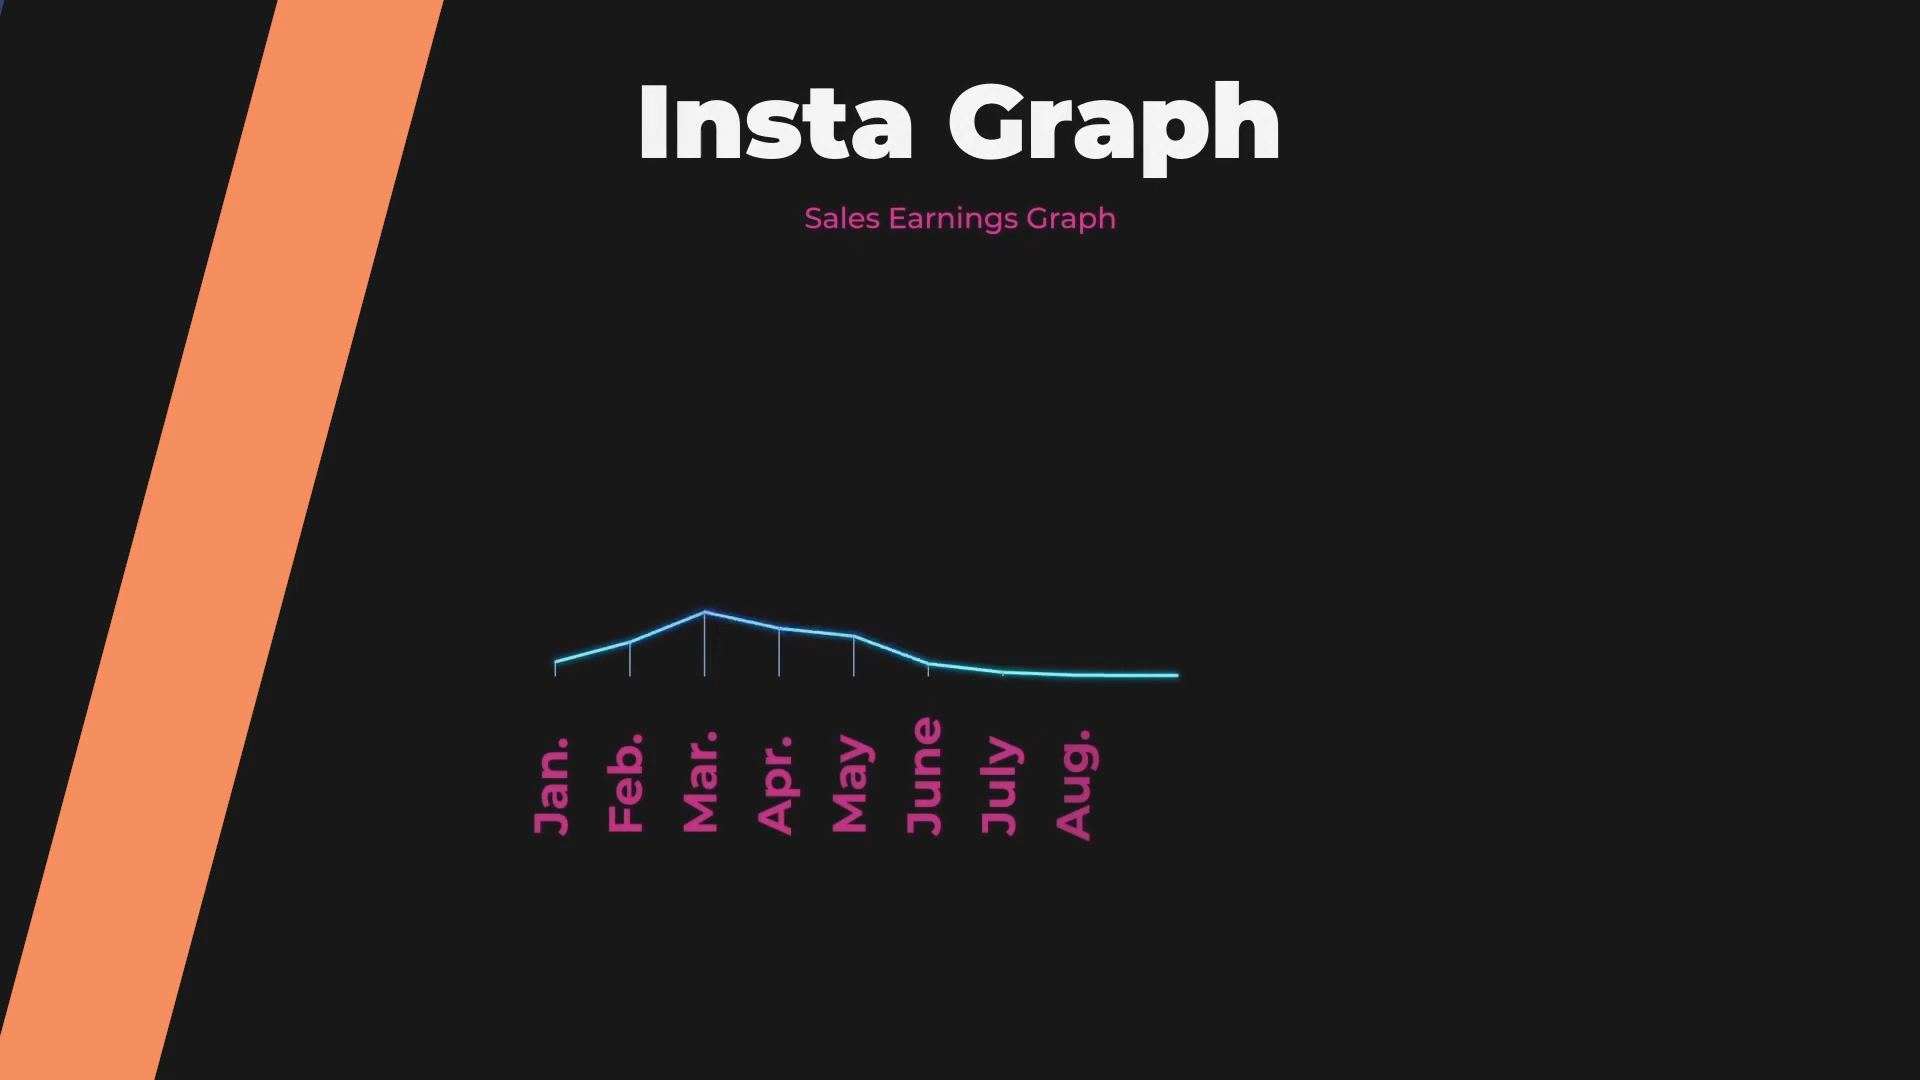 Insta Graph
Sales Earnings Graph
Jan.
Feb.
Mar.
Apr.
May
June
July
Aug.